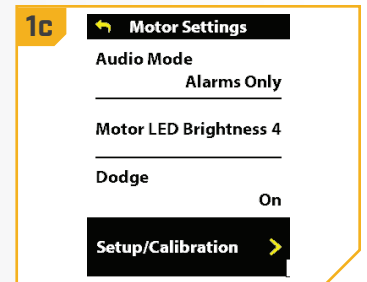 1c
Motor Settings
Audio Mode
Alarms Only
Motor LED Brightness 4
Dodge
On
Setup/Calibration